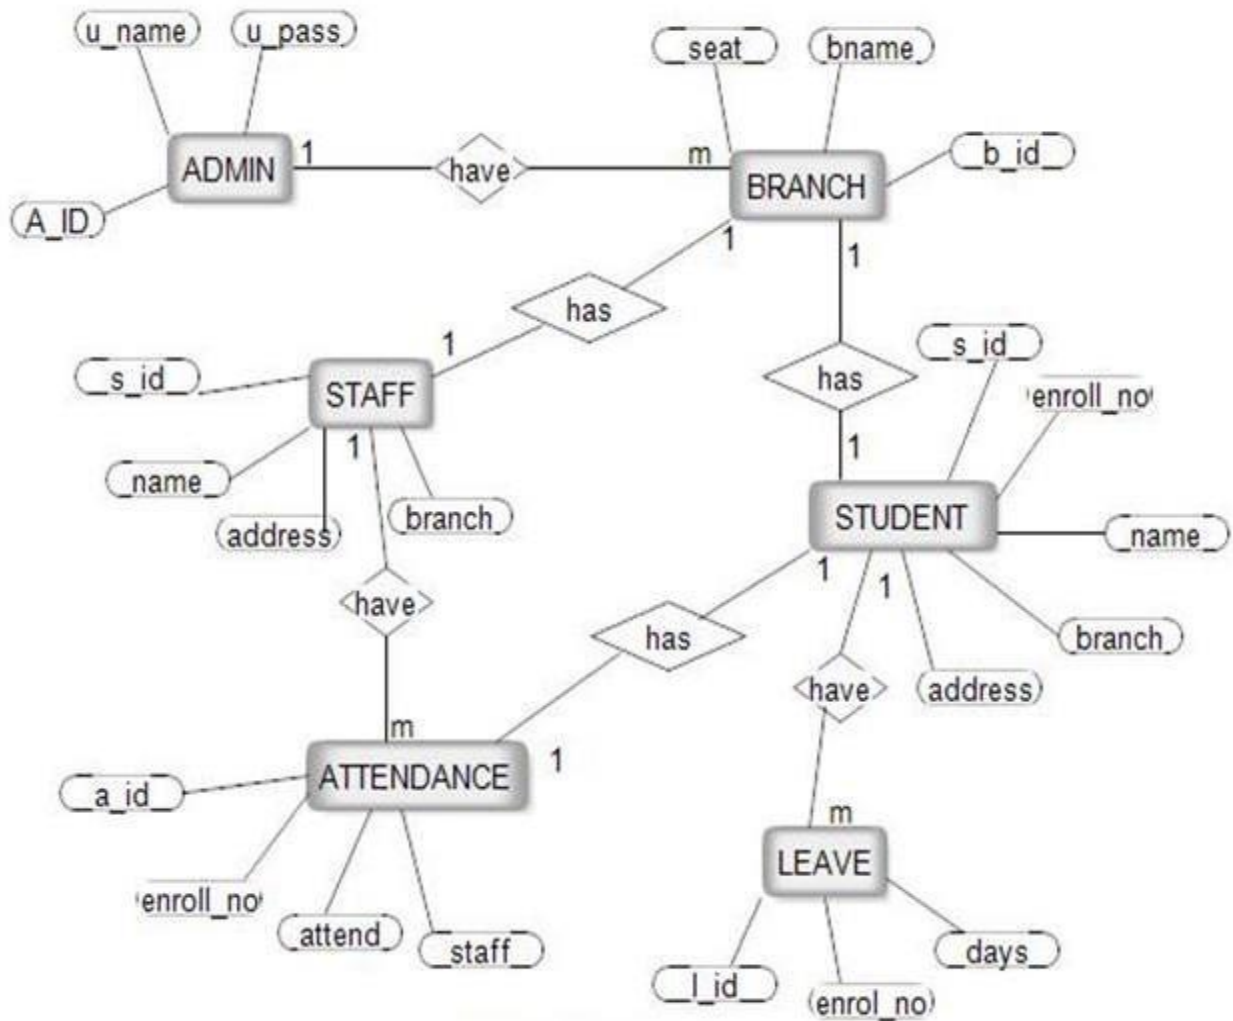 u_name
u_pass
seat
bname
ADMIN
1
have
m
BRANCH
b_id
A_ID
1
1
has
1
s_id
STAFF
has
s_id
enroll_no
1
name
address
branch
1
STUDENT
name
have
has
1
1
have
address
branch
m
1
a_id
ATTENDANCE
m
LEAVE
enroll_no
attend
staff
l_id
enrol_no
days